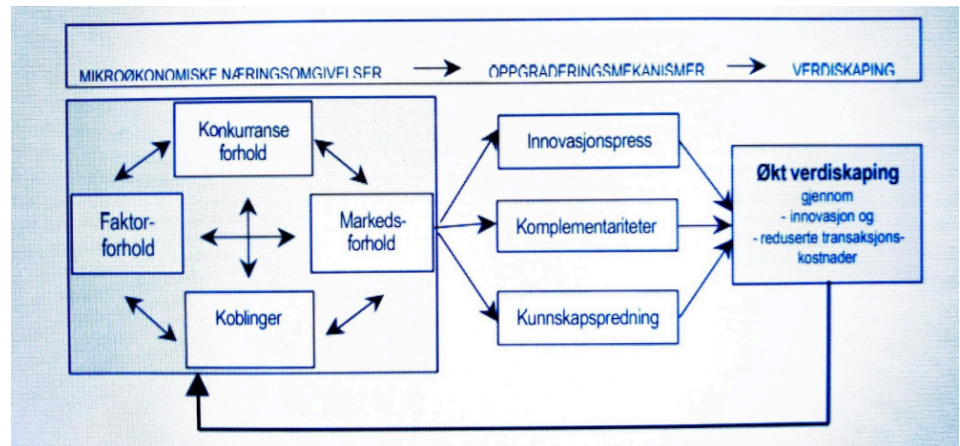 MIKROØKONOMISKE NÆRINGSOMGIVELSER OPPGRADERINGSMEKANISMER VERDISKAPING
Konkurranse
forhold
Faktor-
forhold
Markeds-
forhold
Koblinger
Innovasjonspress
Komplementariteter
Kunnskapspredning
Økt verdiskaping
gjennom
- innovasjon og
- reduserte transaksjons-
kostnader